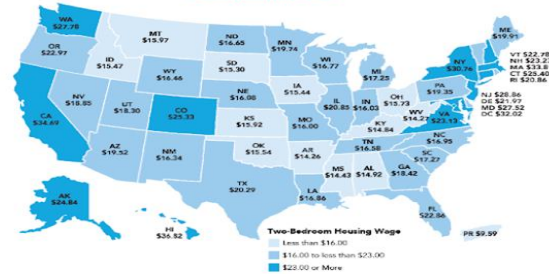 WA
$27.78
OR
$22.97
CA
$34.69
NV
$18.85
ID
$15.47
MT
$15.97
WY
$16.46
UT
$18.30
CO
$25.33
AZ
$19.52
NM
$16.34
ND
$16.65
SD
$15.30
NE
$16.08
KS
$15.92
OK
$15.54
TX
$20.29
MN
$19.74
IA
$15.44
MO
$16.00
AR
$14.26
LA
$16.86
WI
$16.77
IL
$20.85
MI
$17.25
IN
$16.03
OH
$15.73
KY
$14.84
WV
$14.27
TN
$16.58
MS
$14.43
AL
$14.92
GA
$18.42
FL
$22.86
SC
$17.27
NC
$16.95
VA
$23.13
PA
$19.35
NY
$30.76
ME
$19.91
VT $22.78
NH $23.2
MA $33.8
CT $25.40
RI $20.86
NJ $28.86
DE $21.97
MD $27.52
DC $32.02
AK
$24.84
HI
$36.82
PR $9.59
Two-Bedroom Housing Wage
Less than $16.00
$16.00 to less than $23.00
$23.00 or More